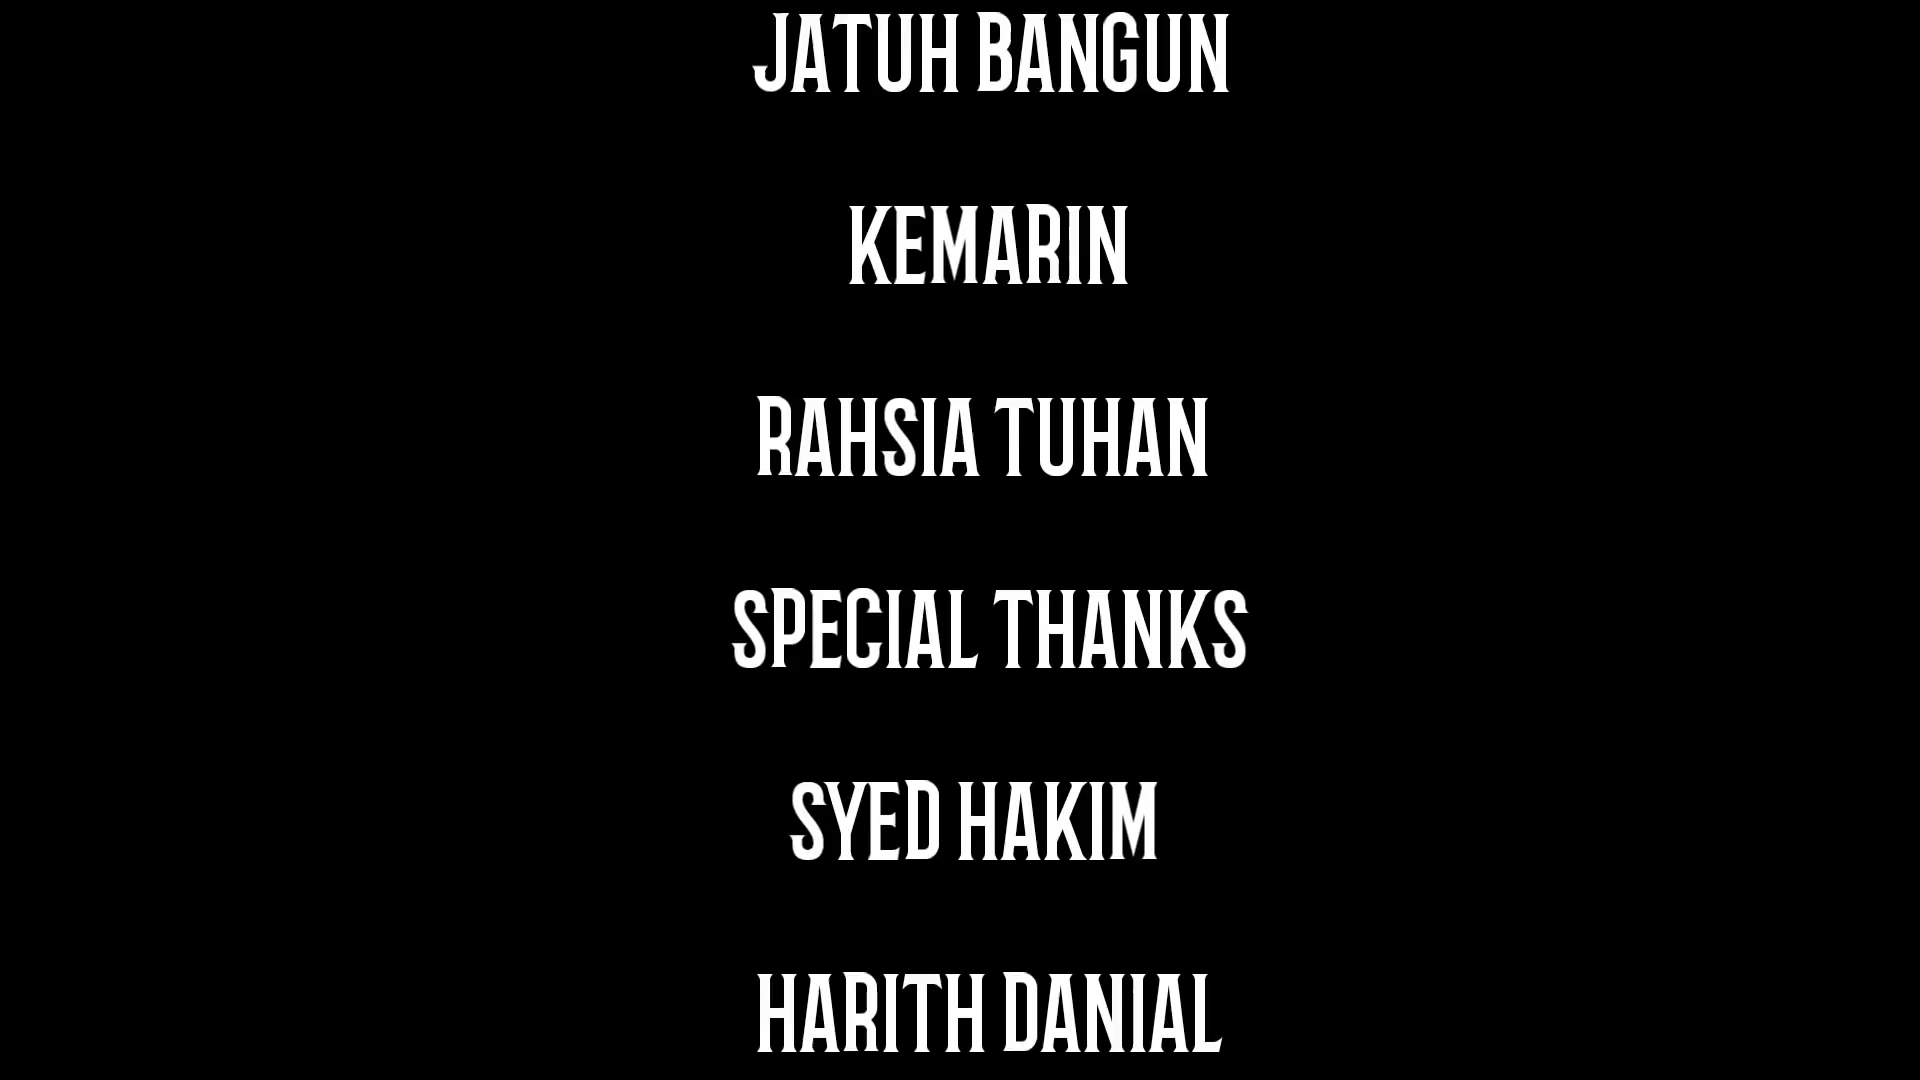 JATUH BANGUN
KEMARIN
RAHSIA TUHAN
SPECIAL THANKS
SYED HAKIM
HARITH DANIAL